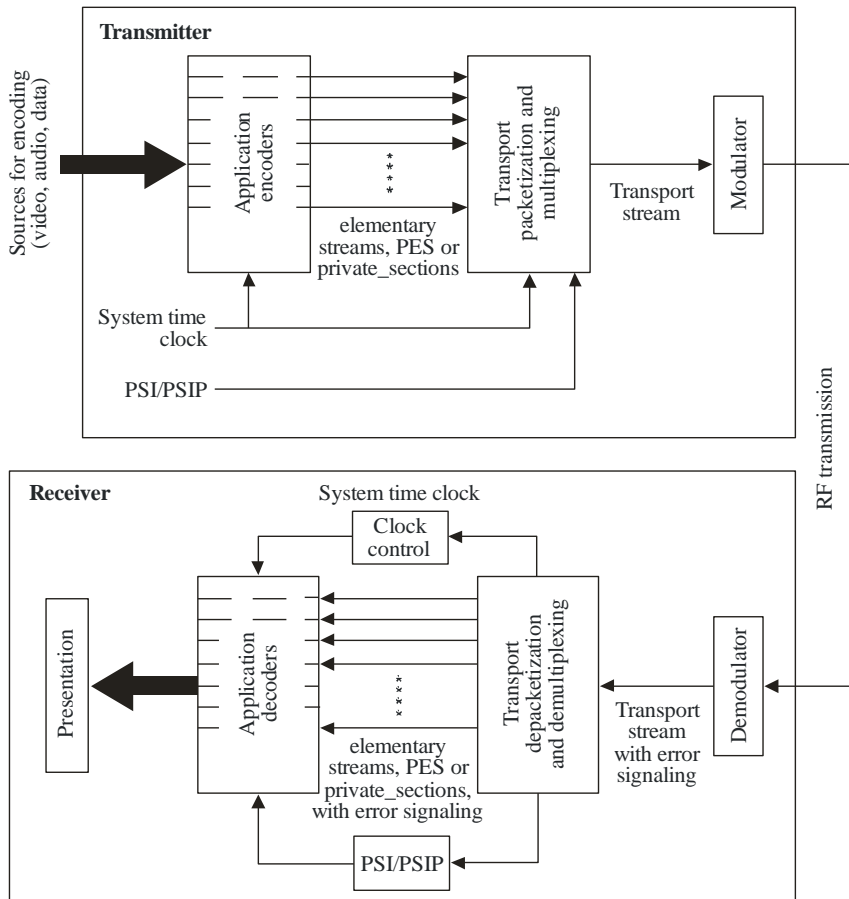 Transmitter
Sources for encoding
(video, audio, data)
Application
encoders
****
elementary
streams, PES or
private_sections
Transport
packetization and
multiplexing
Transport
stream
Modulator
System time
clock
PSI/PSIP
RF transmission
Receiver
System time clock
Clock
control
Presentation
Application
decoders
****
elementary
streams, PES or
private_sections,
with error signaling
Transport
depacketization
and demultiplexing
Transport
stream
with error
signaling
Demodulator
PSI/PSIP